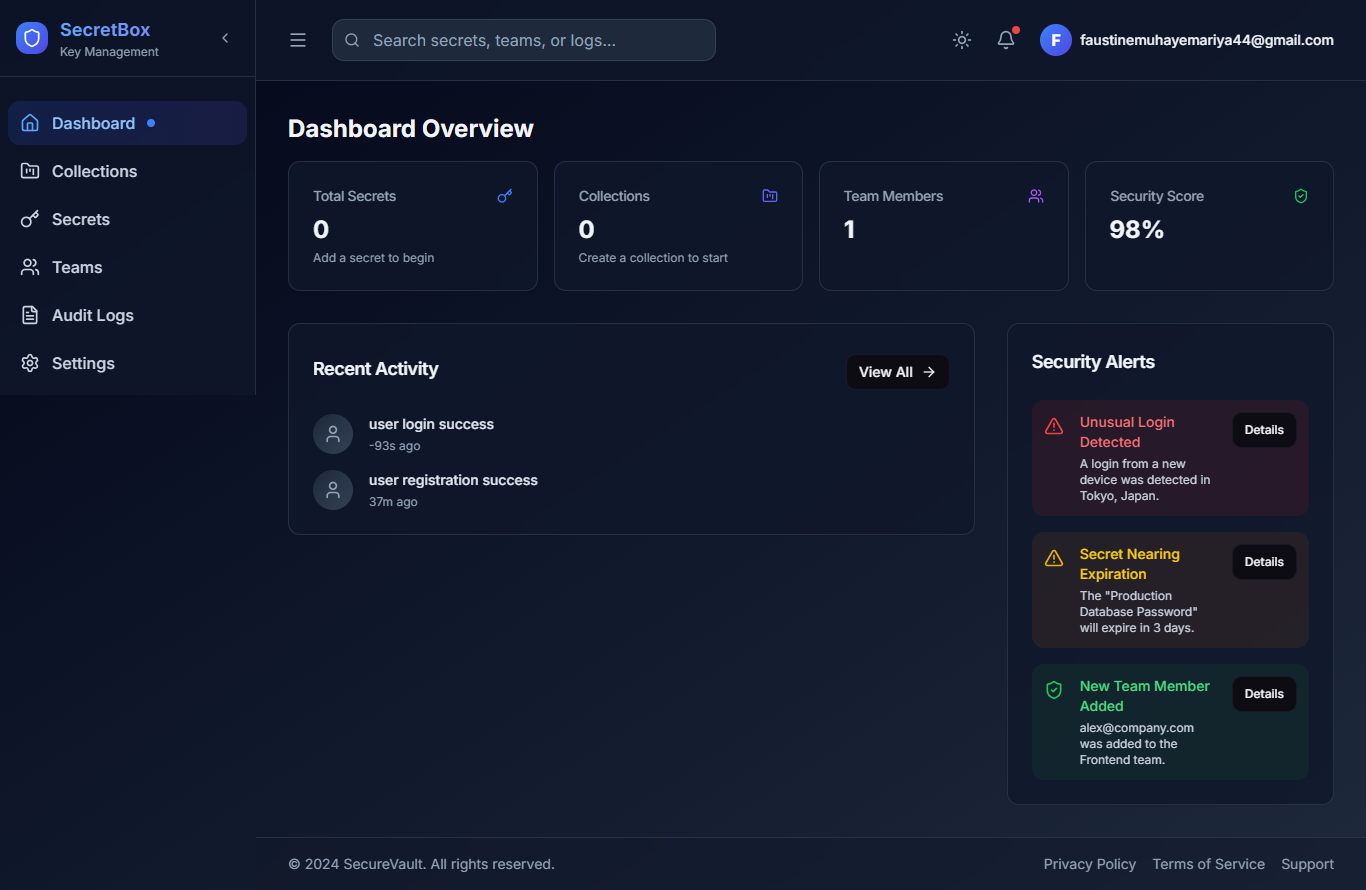 SecretBox
Key Management
Search secrets, teams, or logs...
F
faustinemuhayemariya44@gmail.com
Dashboard
Collections
Secrets
Teams
Audit Logs
Settings
Dashboard Overview
Total Secrets
0
Add a secret to begin
Collections
0
Create a collection to start
Team Members
1
Security Score
98%
Recent Activity
View All
user login success
-93s ago
user registration success
37m ago
Security Alerts
Unusual Login
Detected
Details
A login from a new
device was detected in
Tokyo, Japan.
Secret Nearing
Expiration
Details
The "Production
Database Password"
will expire in 3 days.
New Team Member
Added
Details
alex@company.com
was added to the
Frontend team.
© 2024 SecureVault. All rights reserved.
Privacy Policy
Terms of Service
Support